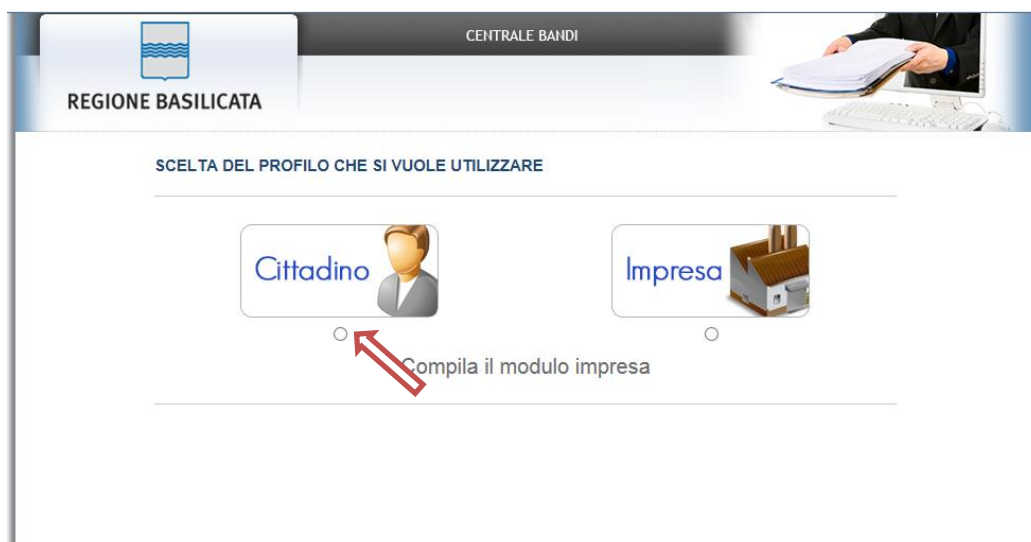 CENTRALE BANDI
REGIONE BASILICATA
SCELTA DEL PROFILO CHE SI VUOLE UTILIZZARE
Cittadino
Impresa
Compila il modulo impresa